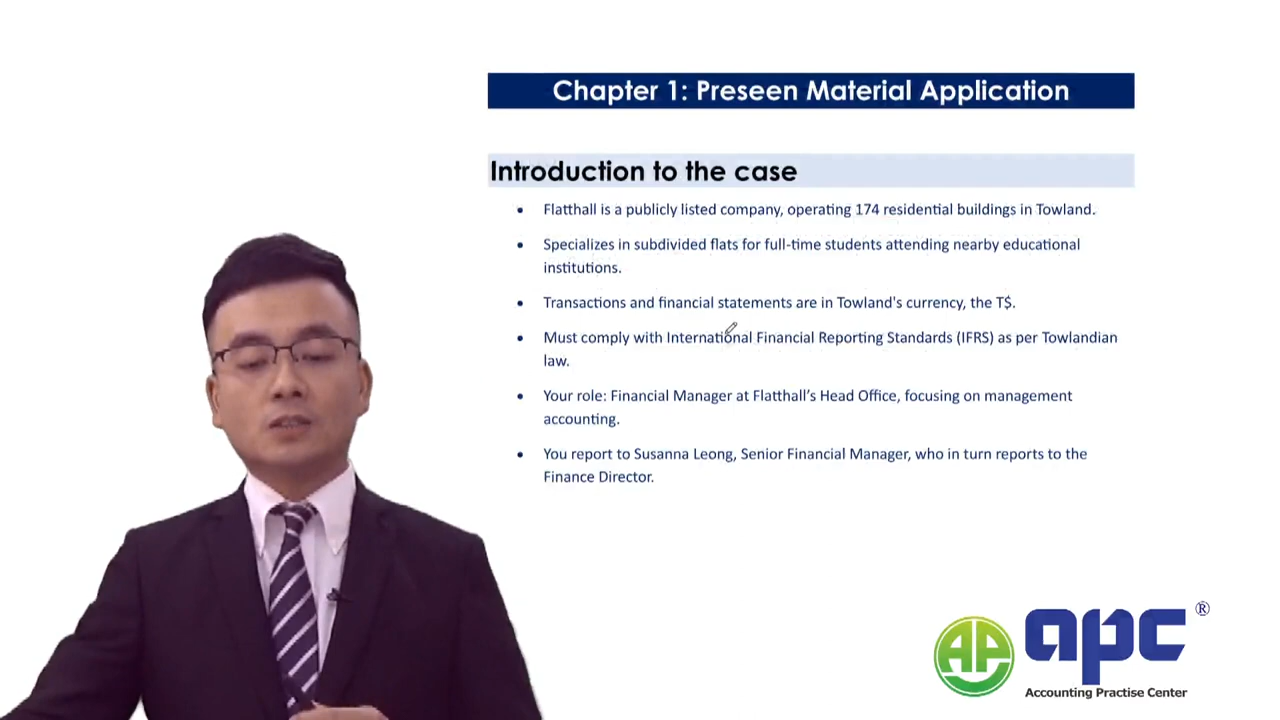 Chapter 1: Preseen Material Application
Introduction to the case
• Flatthall is a publicly listed company, operating 174 residential buildings in Towland.
• Specializes in subdivided flats for full-time students attending nearby educational
institutions.
• Transactions and financial statements are in Towland's currency, the T$.
• Must comply with International Financial Reporting Standards (IFRS) as per Towlandian
law.
• Your role: Financial Manager at Flatthall’s Head Office, focusing on management
accounting.
• You report to Susanna Leong, Senior Financial Manager, who in turn reports to the
Finance Director.
AP apc ®
Accounting Practise Center